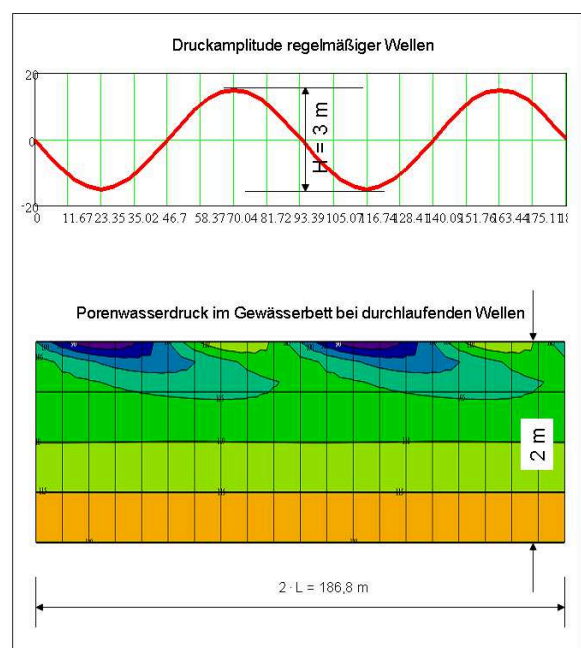 Druckamplitude regelmäßiger Wellen
20
0
-20
H = 3 m
0 11.67 23.35 35.02 46.7 58.37 70.04 81.72 93.39 105.07 116.74 128.41 140.09 151.76 163.44 175.11 18
Porenwasserdruck im Gewässerbett bei durchlaufenden Wellen
2 m
2 · L = 186,8 m